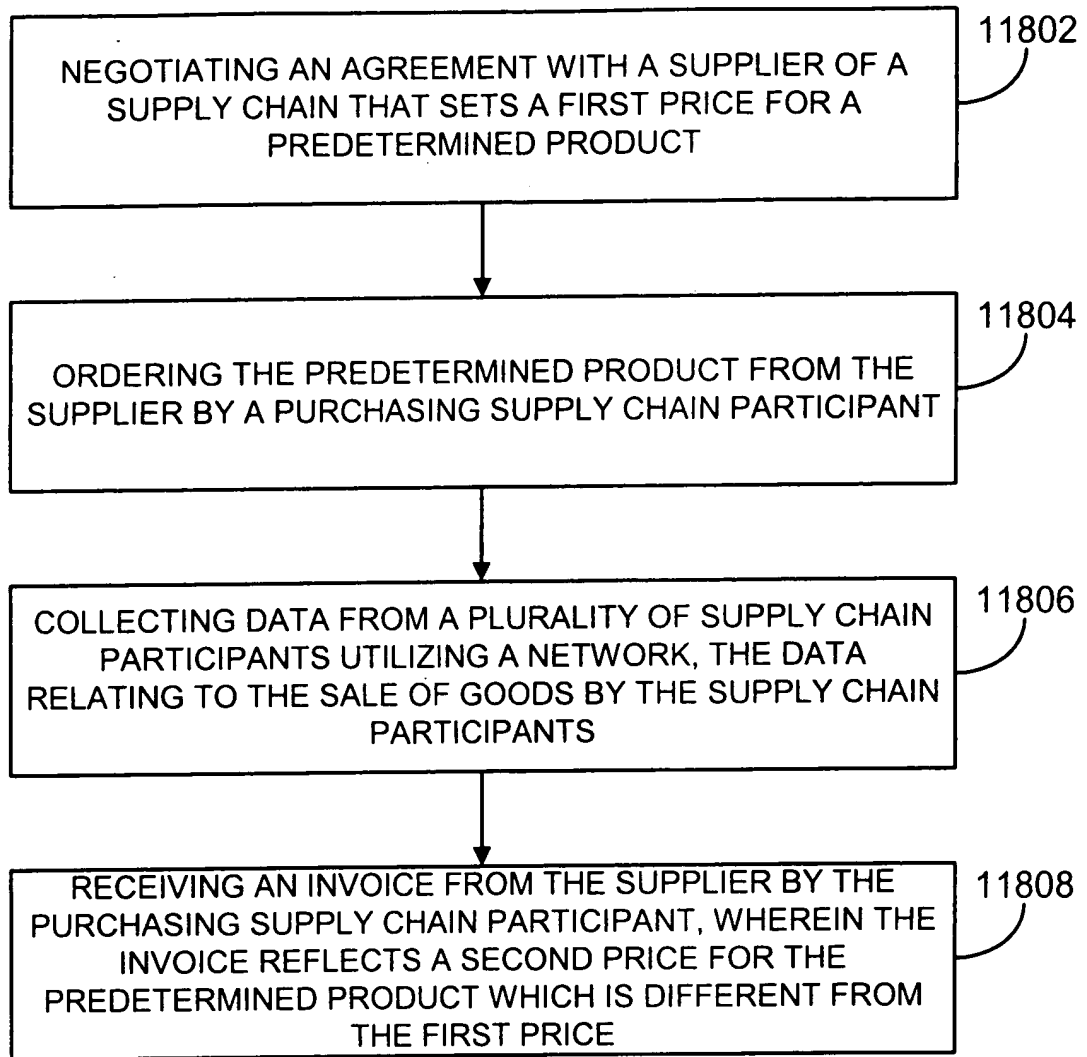 11802
NEGOTIATING AN AGREEMENT WITH A SUPPLIER OF A
SUPPLY CHAIN THAT SETS A FIRST PRICE FOR A
PREDETERMINED PRODUCT
11804
ORDERING THE PREDETERMINED PRODUCT FROM THE
SUPPLIER BY A PURCHASING SUPPLY CHAIN PARTICIPANT
11806
COLLECTING DATA FROM A PLURALITY OF SUPPLY CHAIN
PARTICIPANTS UTILIZING A NETWORK, THE DATA
RELATING TO THE SALE OF GOODS BY THE SUPPLY CHAIN
PARTICIPANTS
11808
RECEIVING AN INVOICE FROM THE SUPPLIER BY THE
PURCHASING SUPPLY CHAIN PARTICIPANT, WHEREIN THE
INVOICE REFLECTS A SECOND PRICE FOR THE
PREDETERMINED PRODUCT WHICH IS DIFFERENT FROM
THE FIRST PRICE